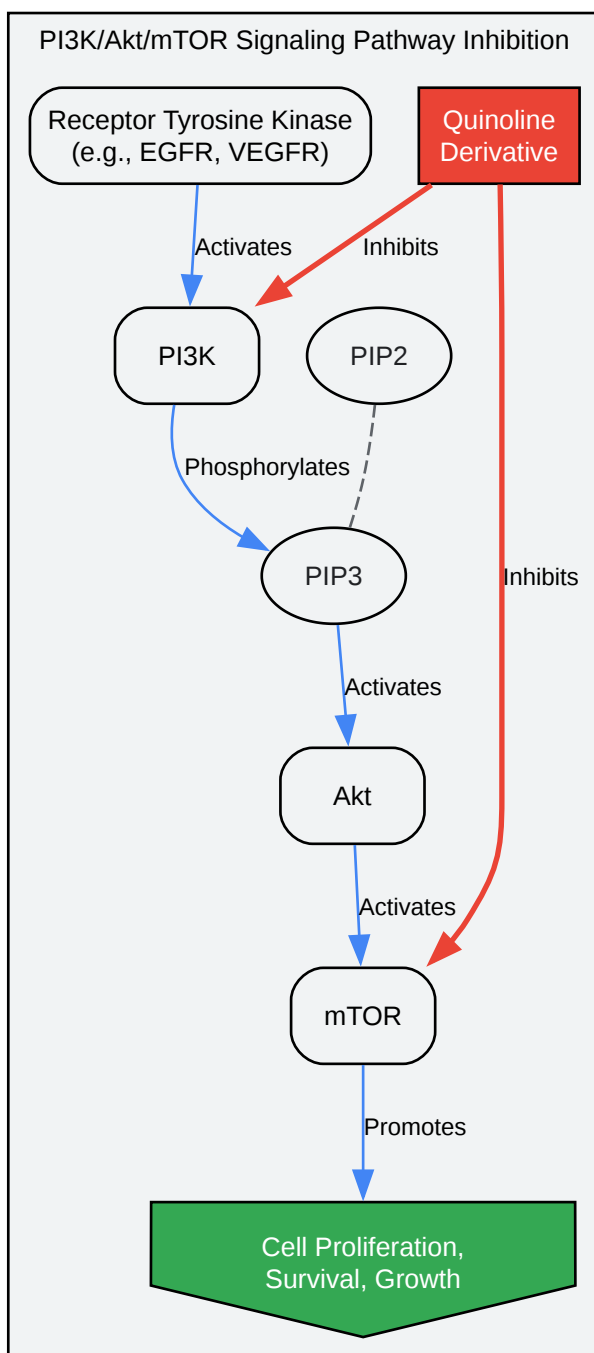 PI3K/Akt/mTOR Signaling Pathway Inhibition
Receptor Tyrosine Kinase
(e.g., EGFR, VEGFR)
Quinoline
Derivative
Activates
Inhibits
PI3K
PIP2
Phosphorylates
PIP3
Inhibits
Activates
Akt
Activates
mTOR
Promotes
Cell Proliferation,
Survival, Growth